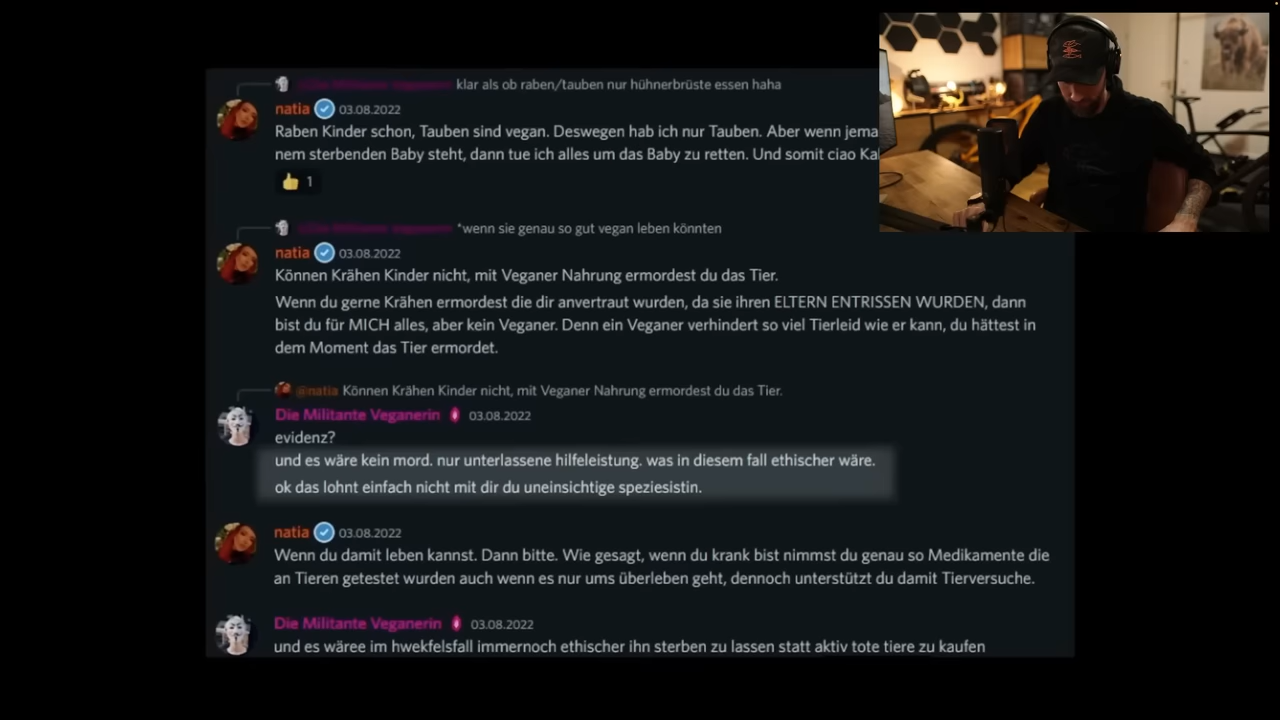 klar als ob raben/tauben nur hühnerbrüste essen haha
natia 03.08.2022
Raben Kinder schon, Tauben sind vegan. Deswegen hab ich nur Tauben. Aber wenn jema
nem sterbenden Baby steht, dann tue ich alles um das Baby zu retten. Und somit ciao
1
*wenn sie genau so gut vegan leben könnten
natia 03.08.2022
Können Krähen Kinder nicht, mit Veganer Nahrung ermordest du das Tier.
Wenn du gerne Krähen ermordest die dir anvertraut wurden, da sie ihren ELTERN ENTRISSEN WURDEN, dann
bist du für MICH alles, aber kein Veganer. Denn ein Veganer verhindert so viel Tierleid wie er kann, du hättest in
dem Moment das Tier ermordet.
@natia Können Krähen Kinder nicht, mit Veganer Nahrung ermordest du das Tier.
Die Militante Veganerin 03.08.2022
evidenz?
und es wäre kein mord. nur unterlassene hilfeleistung. was in diesem fall ethischer wäre.
ok das lohnt einfach nicht mit dir du uneinsichtige speziesistin.
natia 03.08.2022
Wenn du damit leben kannst. Dann bitte. Wie gesagt, wenn du krank bist nimmst du genau so Medikamente die
an Tieren getestet wurden auch wenn es nur ums überleben geht, dennoch unterstützt du damit Tierversuche.
Die Militante Veganerin 03.08.2022
und es wäree im hwekfelsfall immernoch ethischer ihn sterben zu lassen statt aktiv tote tiere zu kaufen